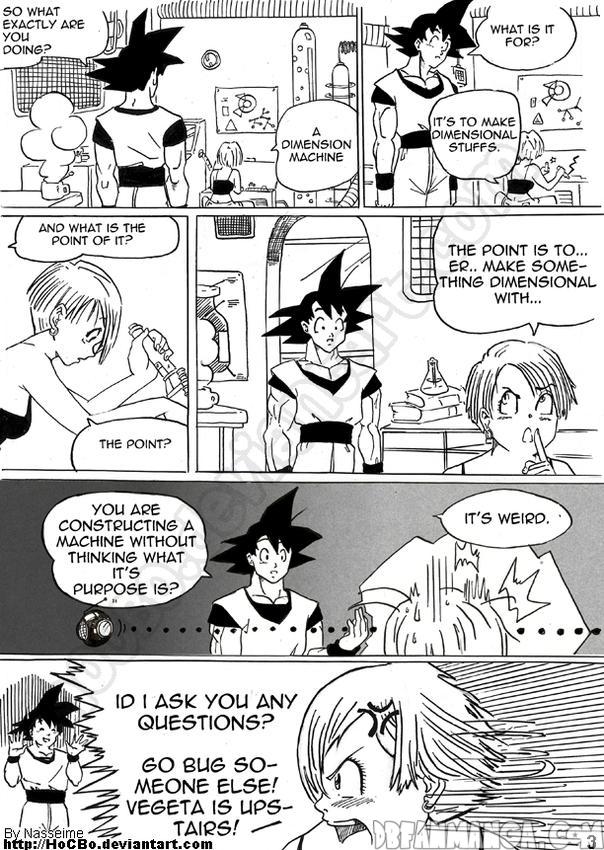 SO WHAT
EXACTLY ARE
YOU
DOING?
A
DIMENSION
MACHINE
WHAT IS IT
FOR?
IT'S TO MAKE
DIMENSIONAL
STUFFS.
AND WHAT IS THE
POINT OF IT?
THE POINT?
THE POINT IS TO...
ER.. MAKE SOME-
THING DIMENSIONAL
WITH...
YOU ARE
CONSTRUCTING A
MACHINE WITHOUT
THINKING WHAT
IT'S
PURPOSE IS?
IT'S WEIRD.
ID I ASK YOU ANY
QUESTIONS?
GO BUG SO-
MEONE ELSE!
VEGETA IS UPS-
TAIRS!
By Nasseime
http://HoCBo.deviantart.com
DBFANMANGA.COM
3